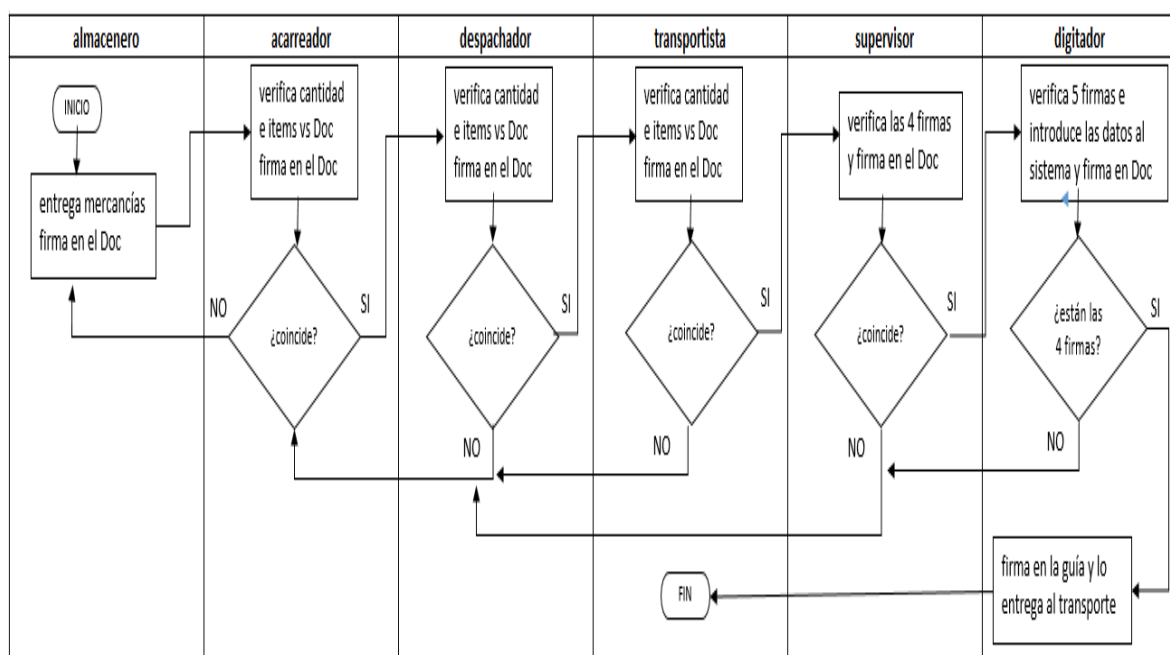 almacenero
acarreador
despachador
transportista
supervisor
digitador
INICIO
entrega mercancías
firma en el Doc
verifica cantidad
e items vs Doc
firma en el Doc
¿coincide?
NO
SI
verifica cantidad
e items vs Doc
firma en el Doc
¿coincide?
SI
NO
verifica cantidad
e items vs Doc
firma en el Doc
¿coincide?
SI
NO
verifica las 4 firmas
y firma en el Doc
¿coincide?
SI
NO
verifica 5 firmas e
introduce las datos al
sistema y firma en Doc
¿están las
4 firmas?
SI
NO
firma en la guía y lo
entrega al transporte
FIN